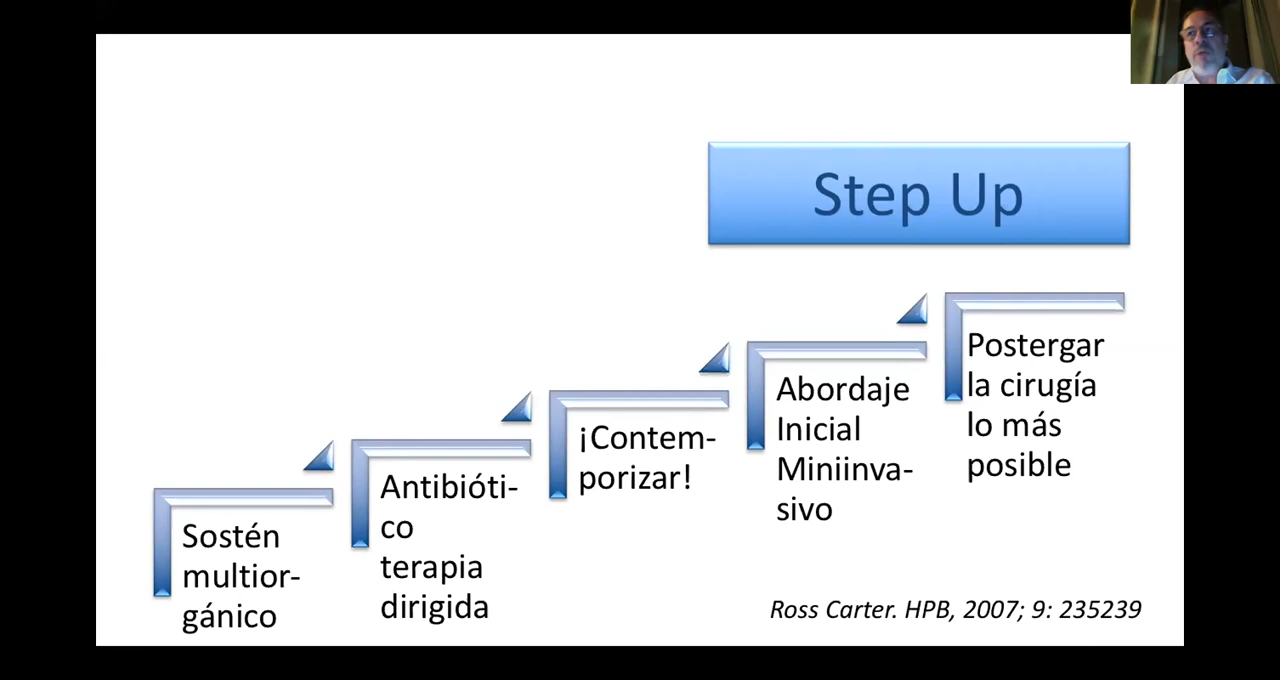 Step Up
Sostén
multior-
gánico
Antibióti-
co
terapia
dirigida
¡Contem-
porizar!
Abordaje
Inicial
Miniinva-
sivo
Postergar
la cirugía
lo más
posible
Ross Carter. HPB, 2007; 9: 235239